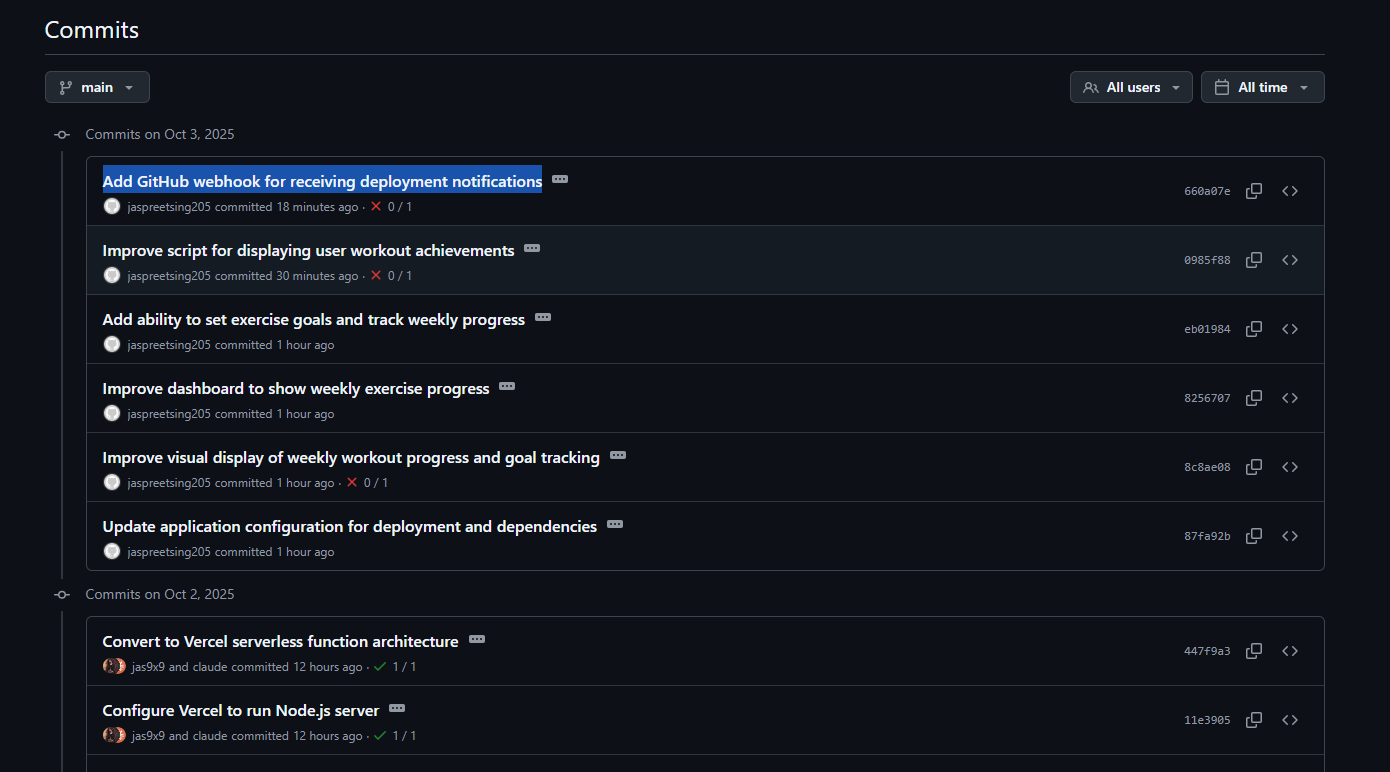 Commits
main
All users
All time
Commits on Oct 3, 2025
Add GitHub webhook for receiving deployment notifications
jaspreetsing205 committed 18 minutes ago · 0 / 1
660a07e
Improve script for displaying user workout achievements
jaspreetsing205 committed 30 minutes ago · 0 / 1
0985f88
Add ability to set exercise goals and track weekly progress
jaspreetsing205 committed 1 hour ago
eb01984
Improve dashboard to show weekly exercise progress
jaspreetsing205 committed 1 hour ago
8256707
Improve visual display of weekly workout progress and goal tracking
jaspreetsing205 committed 1 hour ago · 0 / 1
8c8ae08
Update application configuration for deployment and dependencies
jaspreetsing205 committed 1 hour ago
87fa92b
Commits on Oct 2, 2025
Convert to Vercel serverless function architecture
jas9x9 and claude committed 12 hours ago · 1 / 1
447f9a3
Configure Vercel to run Node.js server
jas9x9 and claude committed 12 hours ago · 1 / 1
11e3905